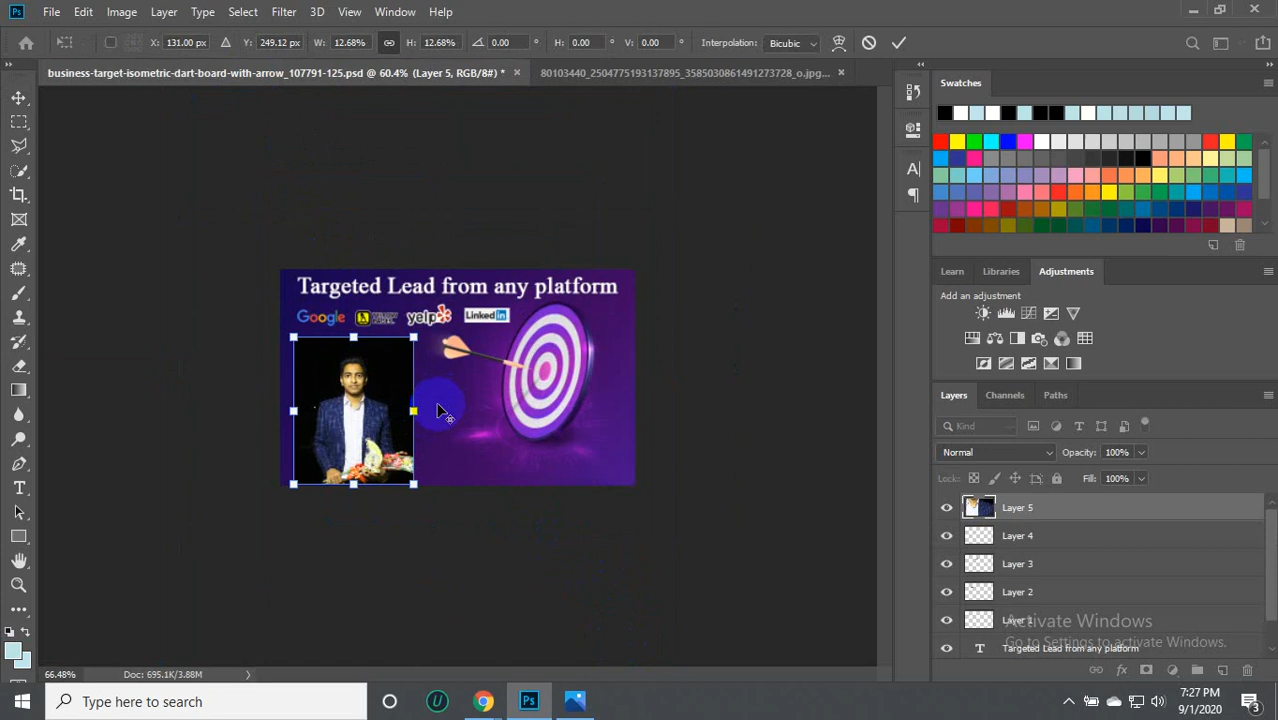 Ps File Edit Image Layer Type Select Filter 3D View Window Help
X: 131.00 px Y: 249.12 px W: 12.68% H: 12.68% 0.00 ° H: 0.00 ° V: 0.00 ° Interpolation: Bicubic
business-target-isometric-dart-board-with-arrow_107791-125.psd @ 60.4% (Layer 5, RGB/8#) * × 80103440_2504775193137895_3585030861491273728_o.jpg... ×
Swatches
Targeted Lead from any platform
Google yelp LinkedIn
Learn Libraries Adjustments
Add an adjustment
Layers Channels Paths
Kind
Normal Opacity: 100%
Lock: Fill: 100%
Layer 5
Layer 4
Layer 3
Layer 2
Layer 1
Targeted Lead from any platform
Activate Windows
Go to Settings to activate Windows.
66.48% Doc: 695.1K/3.88M
Type here to search
Ps
7:27 PM
9/1/2020
3